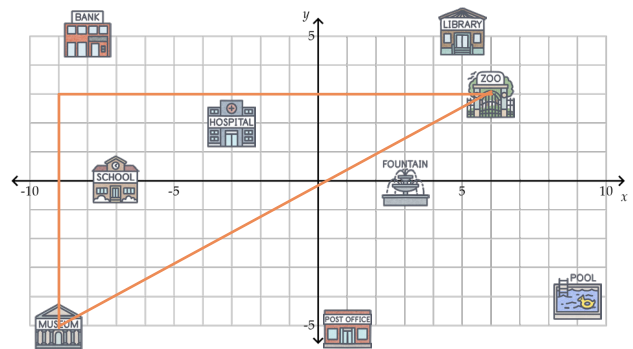 BANK
y
5
LIBRARY
ZOO
HOSPITAL
SCHOOL
FOUNTAIN
-10
-5
5
10
x
POOL
MUSEUM
POST OFFICE
-5